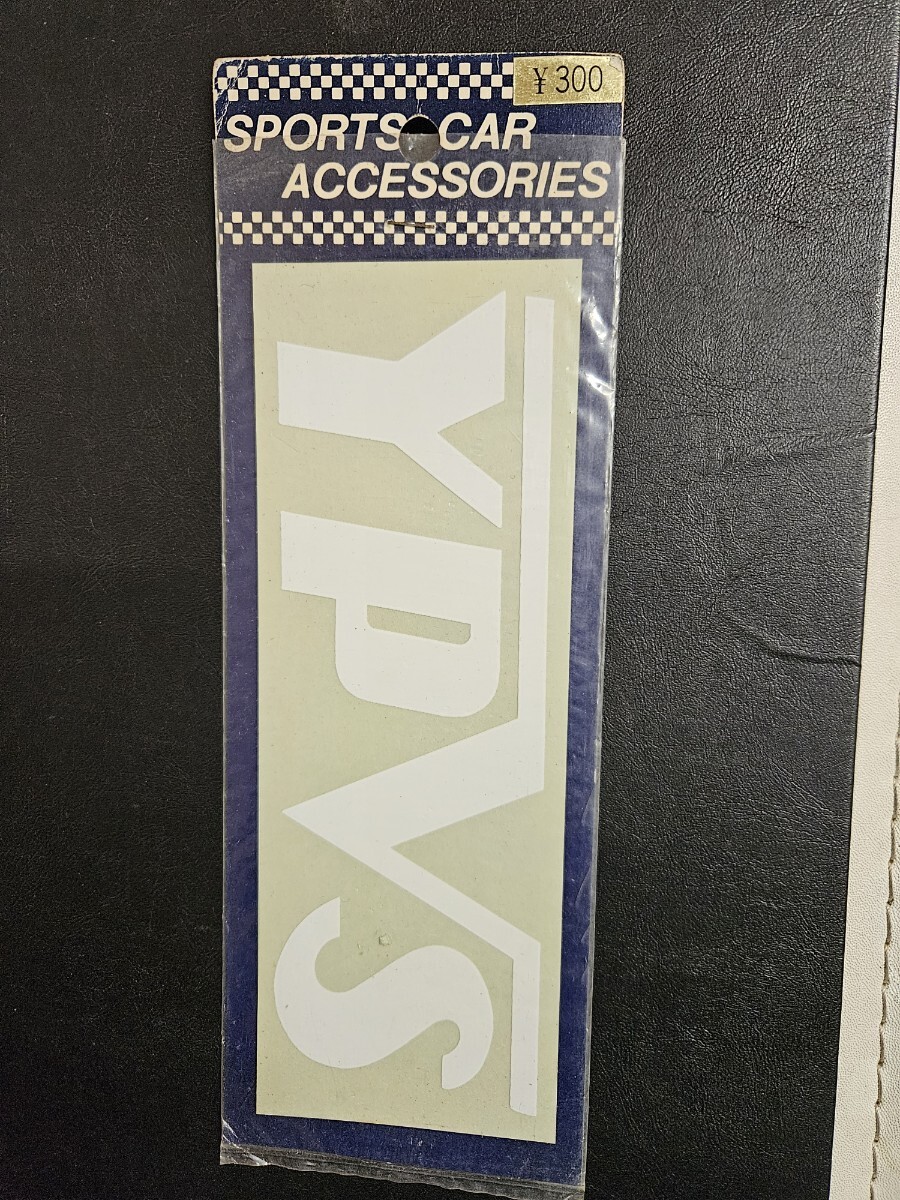 ¥300
SPORTS CAR
ACCESSORIES
YPVS